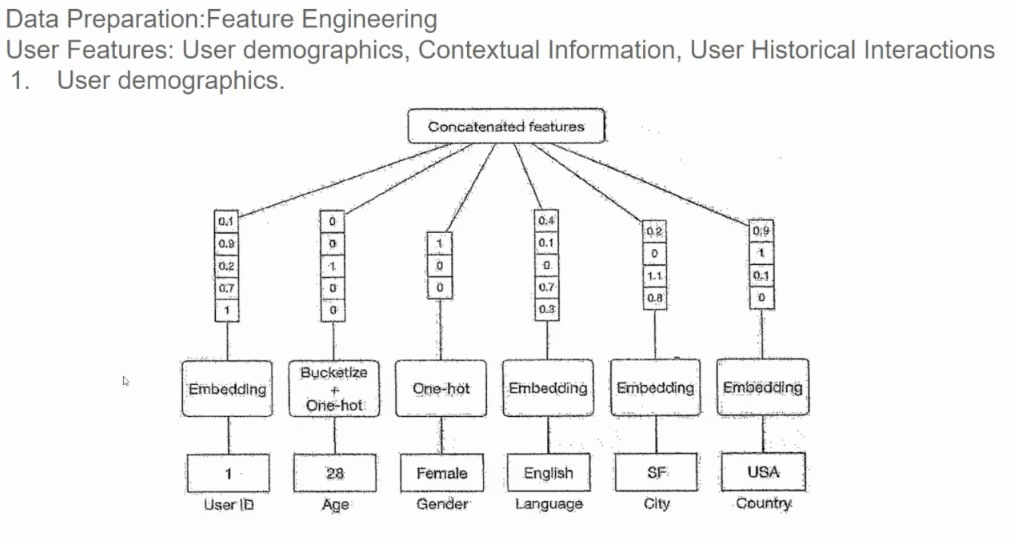 Data Preparation:Feature Engineering
User Features: User demographics, Contextual Information, User Historical Interactions
1. User demographics.
Concatenated features
0.1 0 0.4
0.2 0.9
0.9 0 1 0.1
0 1
0.2 1 0 0
1.1 0.1
0.7 0 0 0.7
0.8 0
1 0 0.3
Embedding Bucketize + One-hot One-hot Embedding Embedding Embedding
1 28 Female English SF USA
User ID Age Gender Language City Country